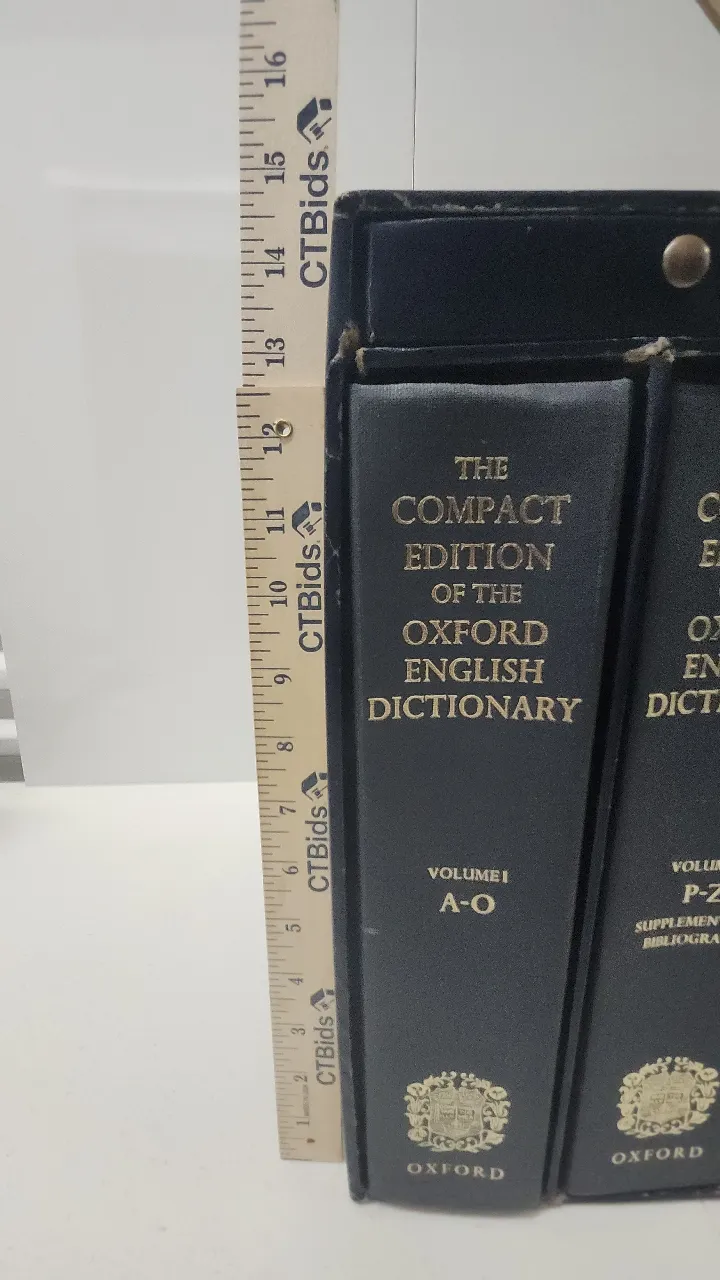 16
15
14
13
12
11
10
9
8
7
6
5
4
3
2
1
CTBids.
CTBids.
CTBids.
CTBids
THE
COMPACT
EDITION
OF THE
OXFORD
ENGLISH
DICTIONARY
VOLUME I
A-O
OXFORD
P-Z
OXFORD